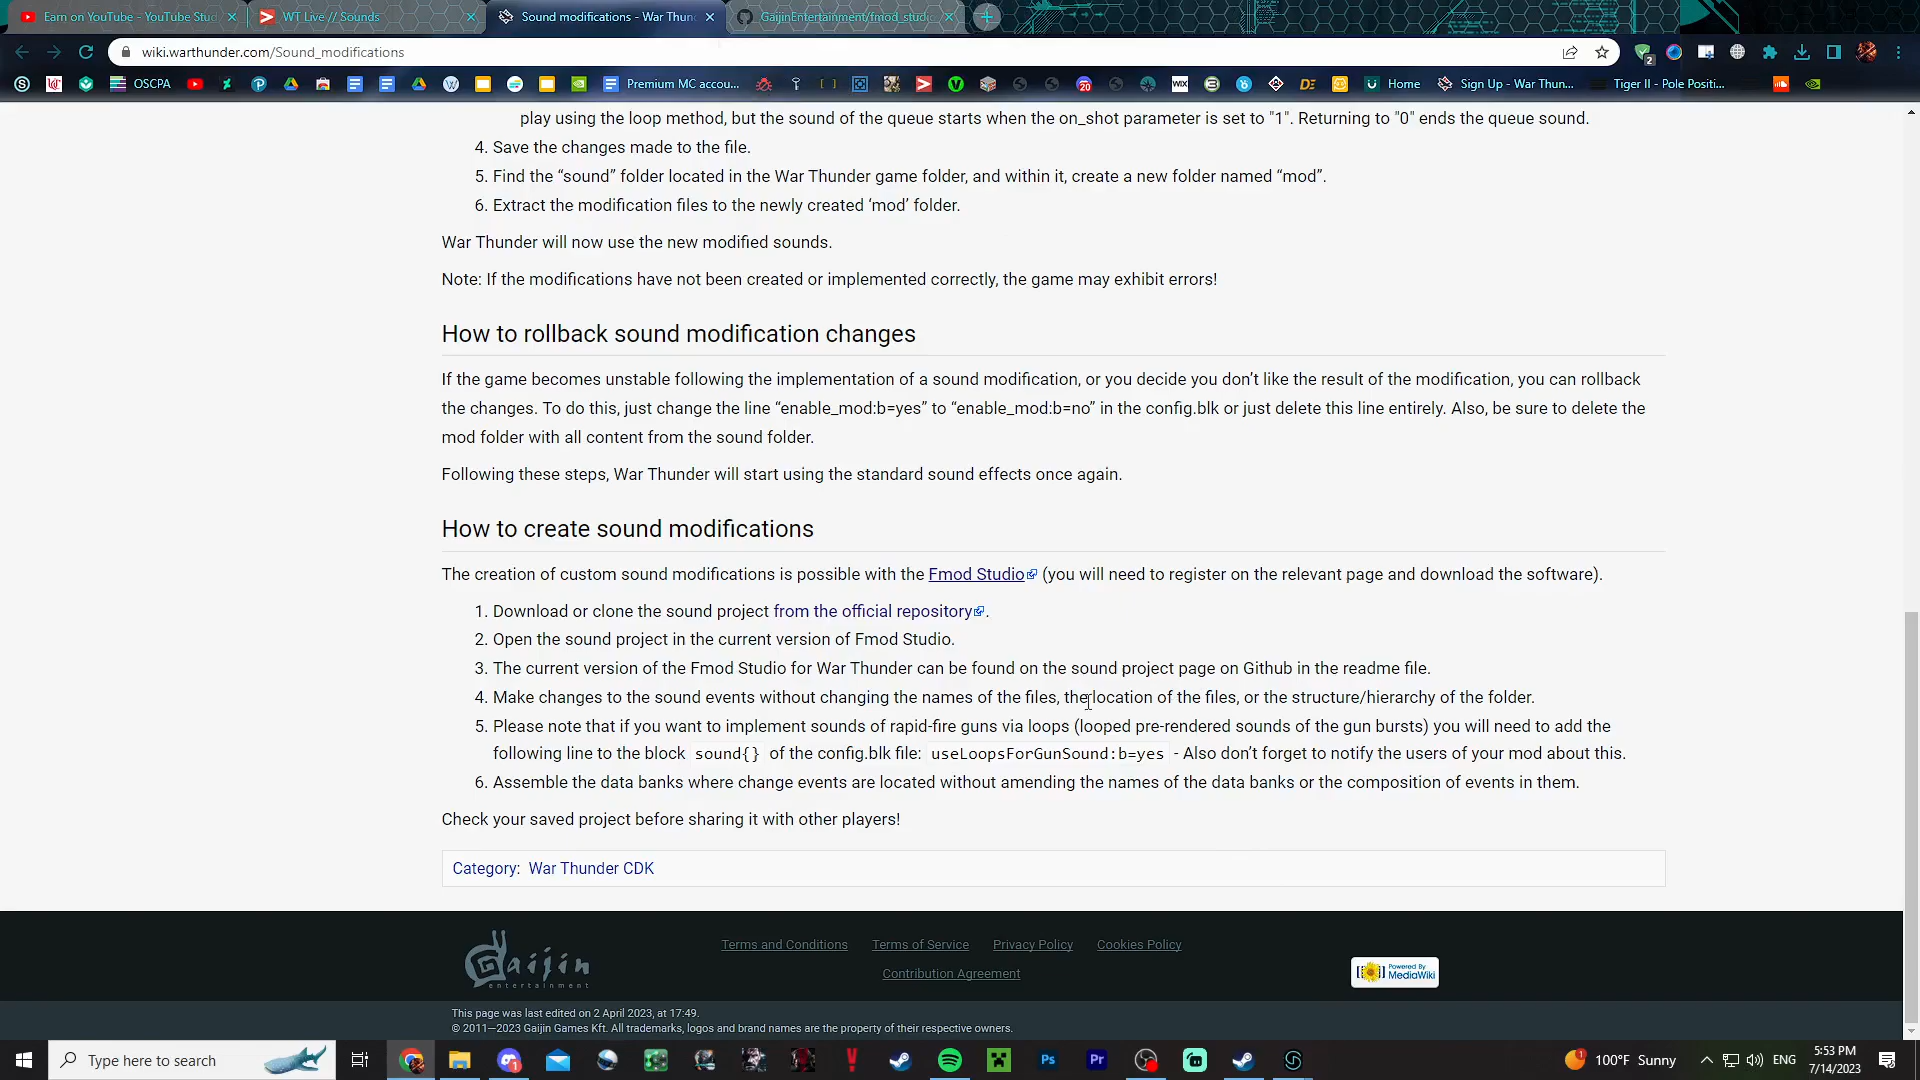 Earn on YouTube - YouTube Stud
WT Live // Sounds
Sound modifications - War Thun
GaijinEntertainment/fmod_studio
wiki.warthunder.com/Sound_modifications
2
OSCPA
Premium MC accou...
20
WIX
DE
Home
Sign Up - War Thun...
Tiger II - Pole Positi...
play using the loop method, but the sound of the queue starts when the on_shot parameter is set to "1". Returning to "0" ends the queue sound.
4. Save the changes made to the file.
5. Find the “sound” folder located in the War Thunder game folder, and within it, create a new folder named “mod”.
6. Extract the modification files to the newly created ‘mod’ folder.
War Thunder will now use the new modified sounds.
Note: If the modifications have not been created or implemented correctly, the game may exhibit errors!
How to rollback sound modification changes
If the game becomes unstable following the implementation of a sound modification, or you decide you don’t like the result of the modification, you can rollback
the changes. To do this, just change the line “enable_mod:b=yes” to “enable_mod:b=no” in the config.blk or just delete this line entirely. Also, be sure to delete the
mod folder with all content from the sound folder.
Following these steps, War Thunder will start using the standard sound effects once again.
How to create sound modifications
The creation of custom sound modifications is possible with the Fmod Studio (you will need to register on the relevant page and download the software).
1. Download or clone the sound project from the official repository.
2. Open the sound project in the current version of Fmod Studio.
3. The current version of the Fmod Studio for War Thunder can be found on the sound project page on Github in the readme file.
4. Make changes to the sound events without changing the names of the files, the location of the files, or the structure/hierarchy of the folder.
5. Please note that if you want to implement sounds of rapid-fire guns via loops (looped pre-rendered sounds of the gun bursts) you will need to add the
following line to the block sound{} of the config.blk file: useLoopsForGunSound:b=yes - Also don’t forget to notify the users of your mod about this.
6. Assemble the data banks where change events are located without amending the names of the data banks or the composition of events in them.
Check your saved project before sharing it with other players!
Category: War Thunder CDK
Gaijin
entertainment
Terms and Conditions
Terms of Service
Privacy Policy
Cookies Policy
Contribution Agreement
Powered By
MediaWiki
This page was last edited on 2 April 2023, at 17:49.
© 2011—2023 Gaijin Games Kft. All trademarks, logos and brand names are the property of their respective owners.
Type here to search
Ps
Pr
1
100°F Sunny
ENG
5:53 PM
7/14/2023